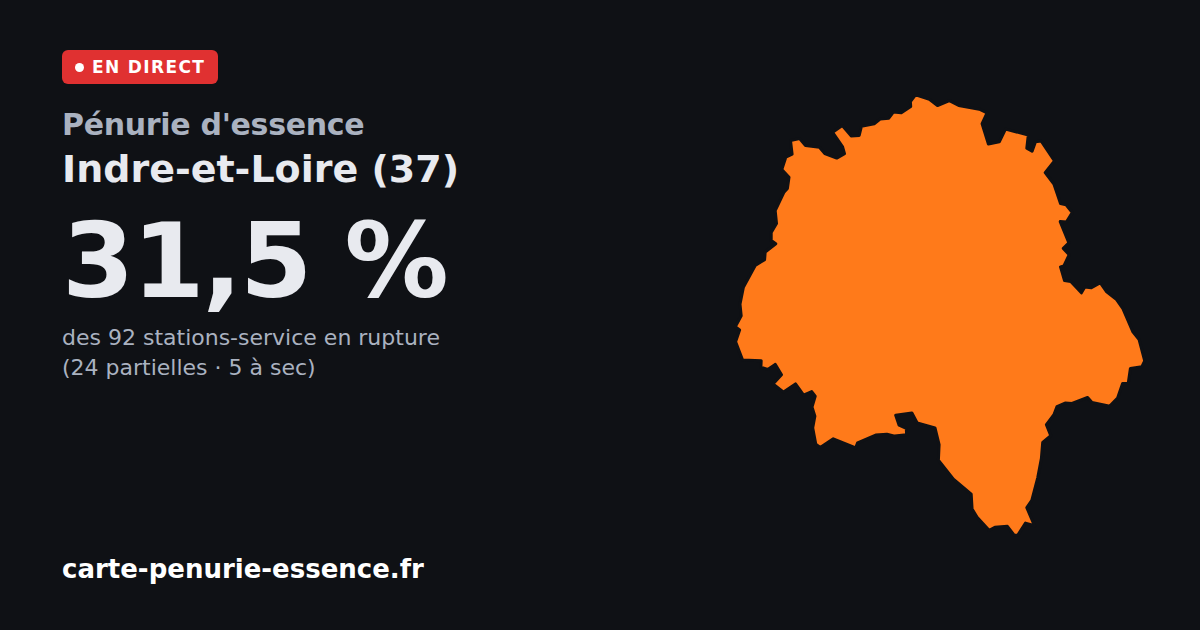 EN DIRECT
Pénurie d'essence
Indre-et-Loire (37)
31,5 %
des 92 stations-service en rupture
(24 partielles · 5 à sec)
carte-penurie-essence.fr